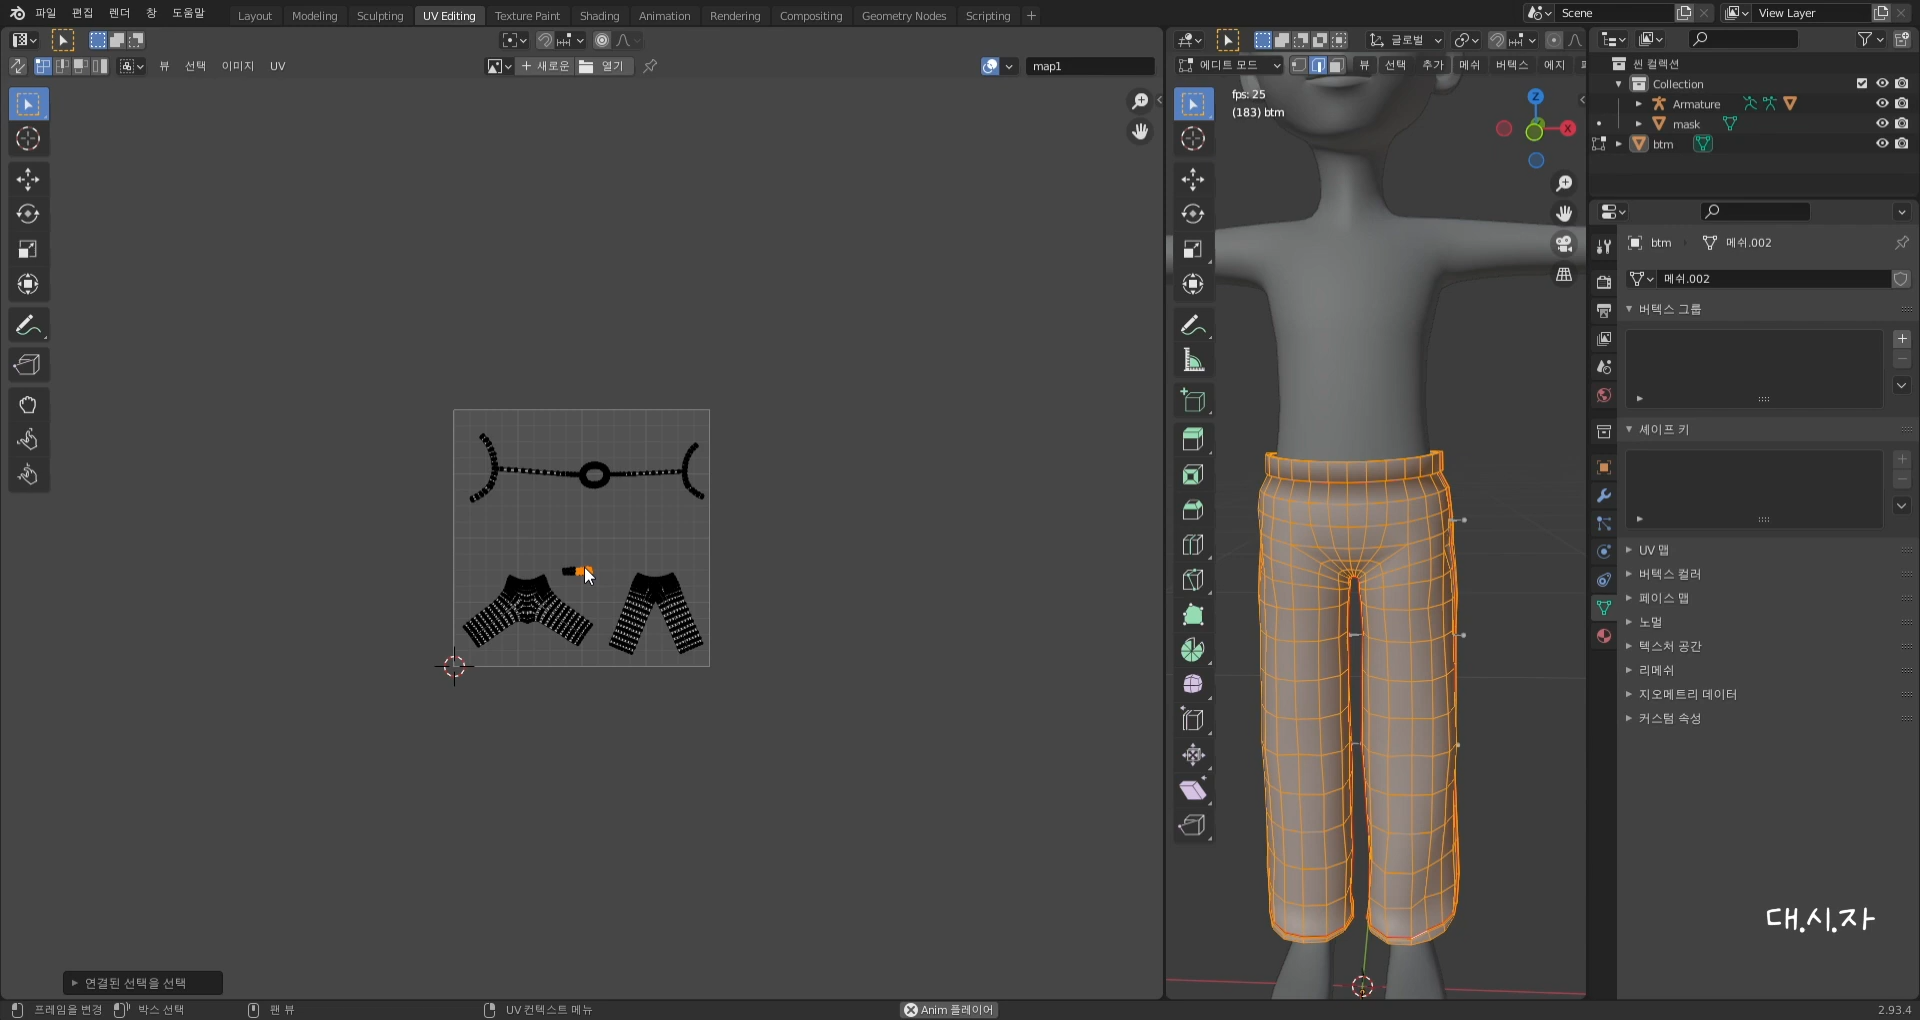 파일 편집 렌더 창 도움말 Layout Modeling Sculpting UV Editing Texture Paint Shading Animation Rendering Compositing Geometry Nodes Scripting + Scene View Layer
글로벌
뷰 선택 이미지 UV + 새로운 열기 map1
에디트 모드 뷰 선택 추가 메쉬 버텍스 에지
fps: 25
(183) btm
Z
X
씬 컬렉션
Collection
Armature
mask
btm
btm 메쉬.002
메쉬.002
버텍스 그룹
셰이프 키
UV 맵
버텍스 컬러
페이스 맵
노멀
텍스처 공간
리메쉬
지오메트리 데이터
커스텀 속성
대.시.자
연결된 선택을 선택
프레임을 변경 박스 선택 팬 뷰 UV 컨텍스트 메뉴 Anim 플레이어 2.93.4